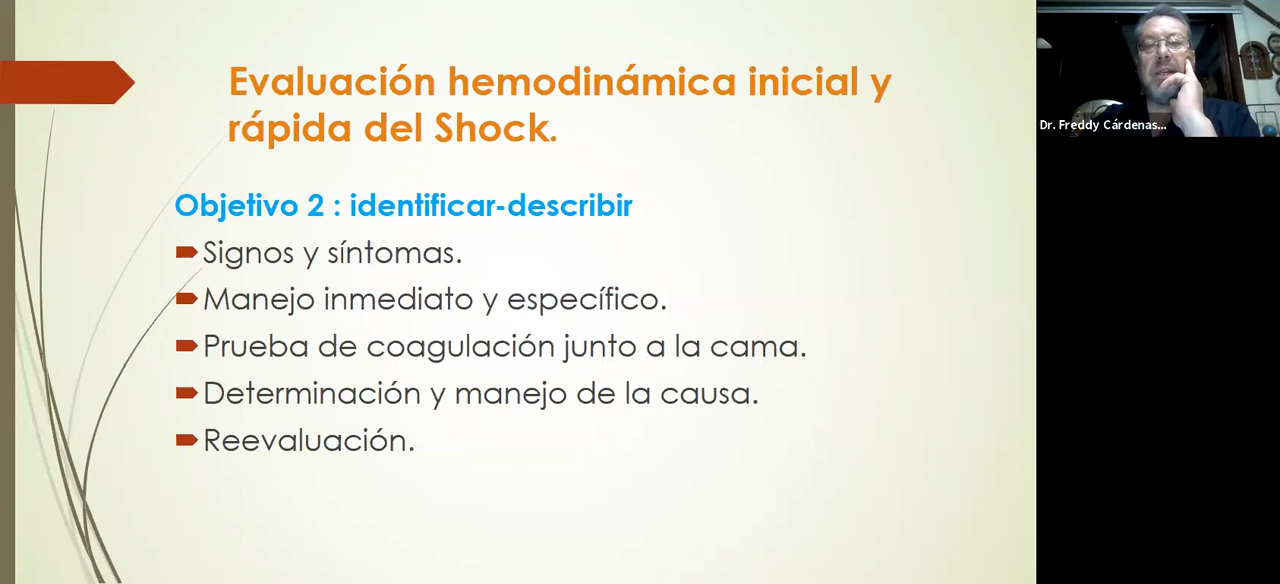 Evaluación hemodinámica inicial y
rápida del Shock.
Objetivo 2 : identificar-describir
Signos y síntomas.
Manejo inmediato y específico.
Prueba de coagulación junto a la cama.
Determinación y manejo de la causa.
Reevaluación.
Dr. Freddy Cárdenas...